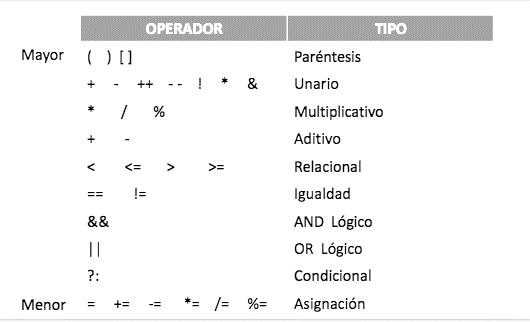 OPERADOR TIPO
Mayor ( ) [ ] Paréntesis
+ - ++ -- ! * & Unario
* / % Multiplicativo
+ - Aditivo
< <= > >= Relacional
== != Igualdad
&& AND Lógico
|| OR Lógico
?: Condicional
Menor = += -= *= /= %= Asignación